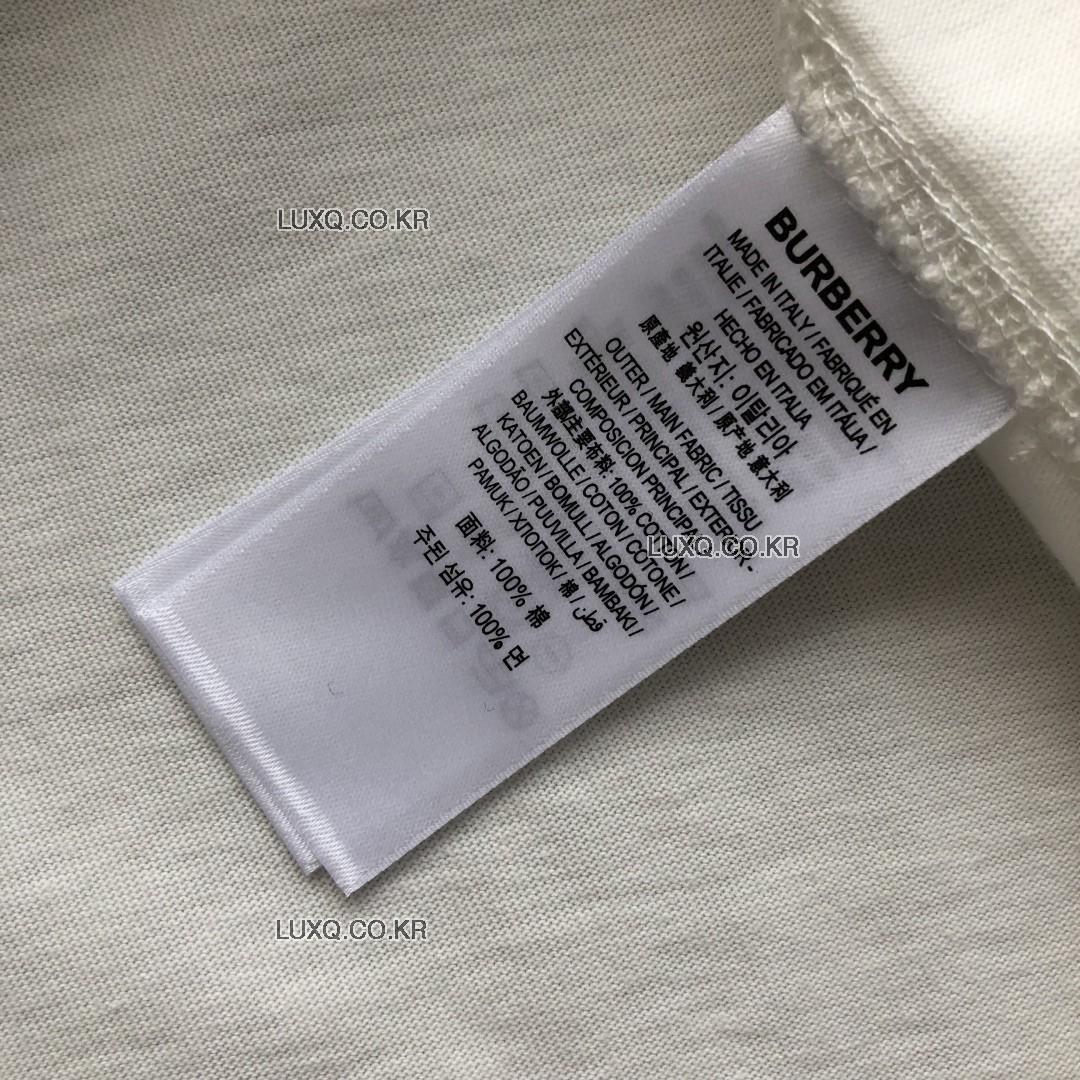 LUXQ.CO.KR
BURBERRY
MADE IN ITALY / FABRIQUÉ EN
ITALIE / FABRICADO EM ITÁLIA /
HECHO EN ITALIA
원산지: 이탈리아
原產地 意大利 / 原产地 意大利
OUTER / MAIN FABRIC / TISSU
EXTÉRIEUR / PRINCIPAL / EXTERIOR -
COMPOSICION PRINCIPAL
外部主要布料: 100% COTTON /
BAUMWOLLE / COTON / COTONE /
KATOEN / BOMULL / ALGODÓN /
ALGODÃO / PUUVILLA / BAMBAKI /
PAMUK / ХЛОПОК / 棉 / قطن
面料: 100% 棉
주된 섬유: 100% 면
LUXQ.CO.KR
LUXQ.CO.KR